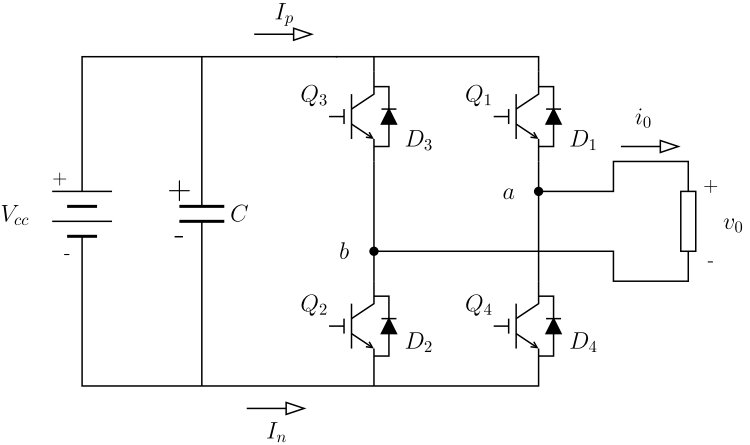 I_p
Q_3
Q_1
i_0
D_3
D_1
+
+
+
a
V_cc
C
v_0
-
-
b
-
Q_2
Q_4
D_2
D_4
I_n